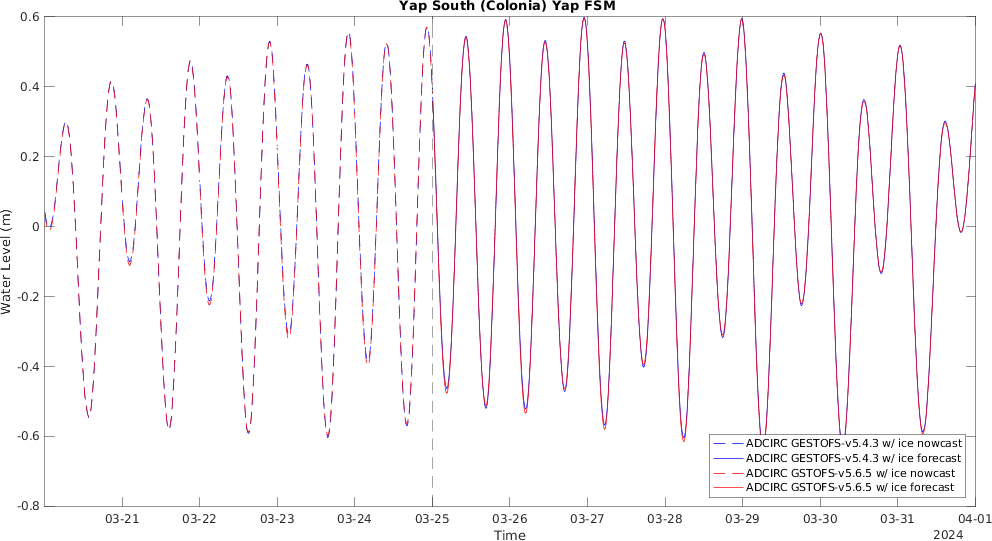 Yap South (Colonia) Yap FSM
0.6
0.4
0.2
0
-0.2
-0.4
-0.6
-0.8
Water Level (m)
ADCIRC GESTOFS-v5.4.3 w/ ice nowcast
ADCIRC GESTOFS-v5.4.3 w/ ice forecast
ADCIRC GSTOFS-v5.6.5 w/ ice nowcast
ADCIRC GSTOFS-v5.6.5 w/ ice forecast
03-21 03-22 03-23 03-24 03-25 03-26 03-27 03-28 03-29 03-30 03-31 04-01
Time
2024